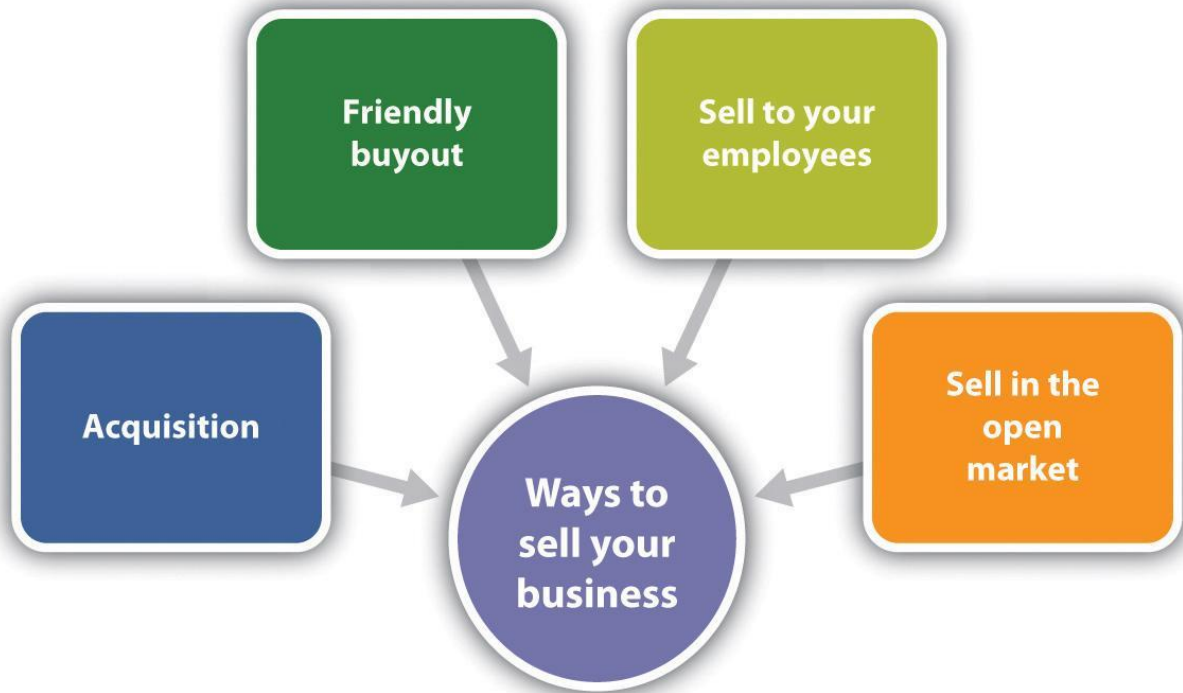 Friendly
buyout
Sell to your
employees
Acquisition
Sell in the
open
market
Ways to
sell your
business